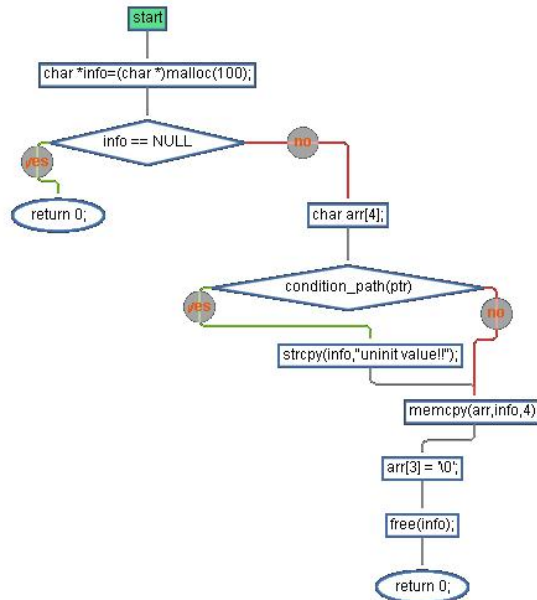 start
char *info=(char *)malloc(100);
info == NULL
yes
no
return 0;
char arr[4];
condition_path(ptr)
yes
no
strcpy(info,"uninit value!!");
memcpy(arr,info,4)
arr[3] = '\0';
free(info);
return 0;